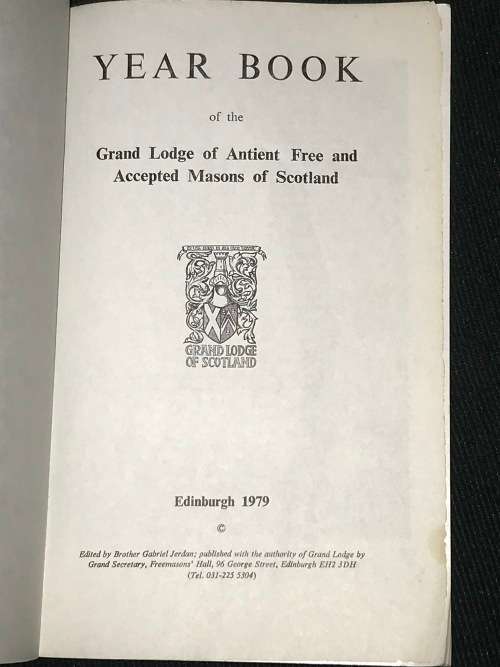 YEAR BOOK
of the
Grand Lodge of Antient Free and
Accepted Masons of Scotland
GRAND LODGE
OF SCOTLAND
Edinburgh 1979
©
Edited by Brother Gabriel Jerdan; published with the authority of Grand Lodge by
Grand Secretary, Freemasons' Hall, 96 George Street, Edinburgh EH2 3DH
(Tel. 031-225 5304)